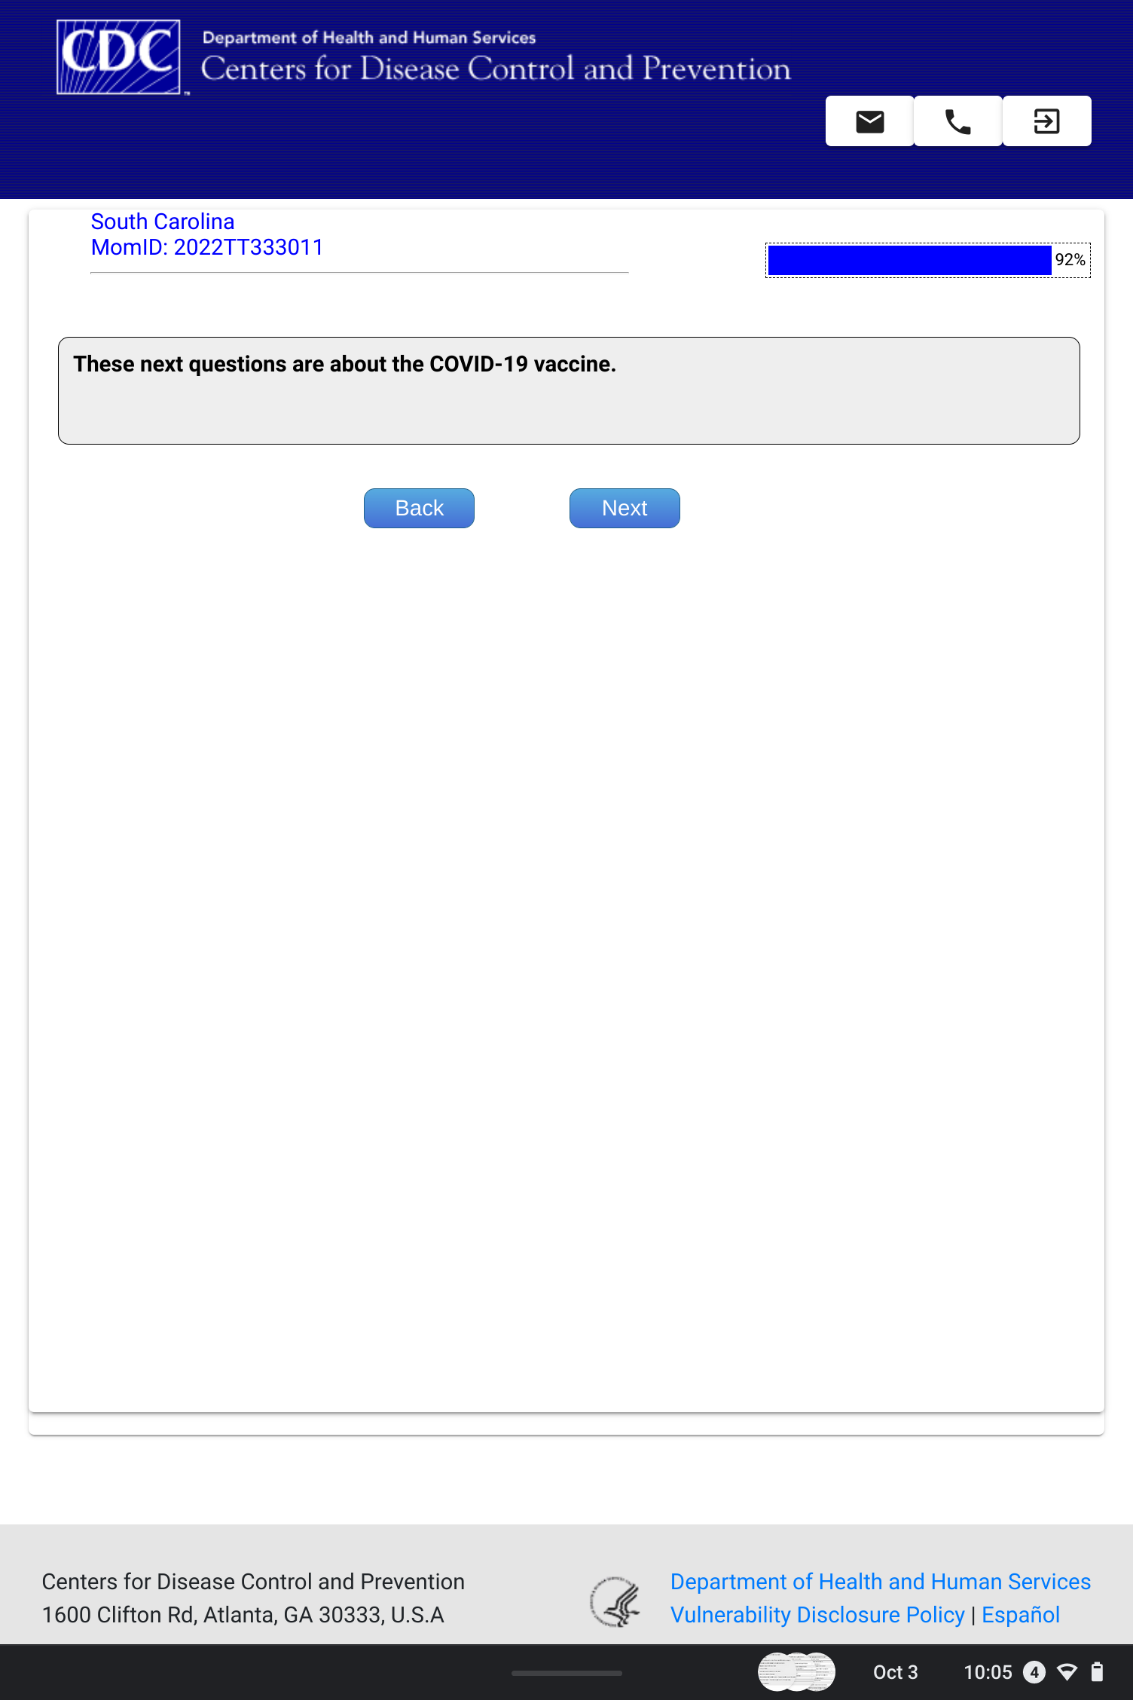 CDC
Department of Health and Human Services
Centers for Disease Control and Prevention
South Carolina
MomID: 2022TT333011
92%
These next questions are about the COVID-19 vaccine.
Back
Next
Centers for Disease Control and Prevention
1600 Clifton Rd, Atlanta, GA 30333, U.S.A
Department of Health and Human Services
Vulnerability Disclosure Policy | Español
Oct 3
10:05
4